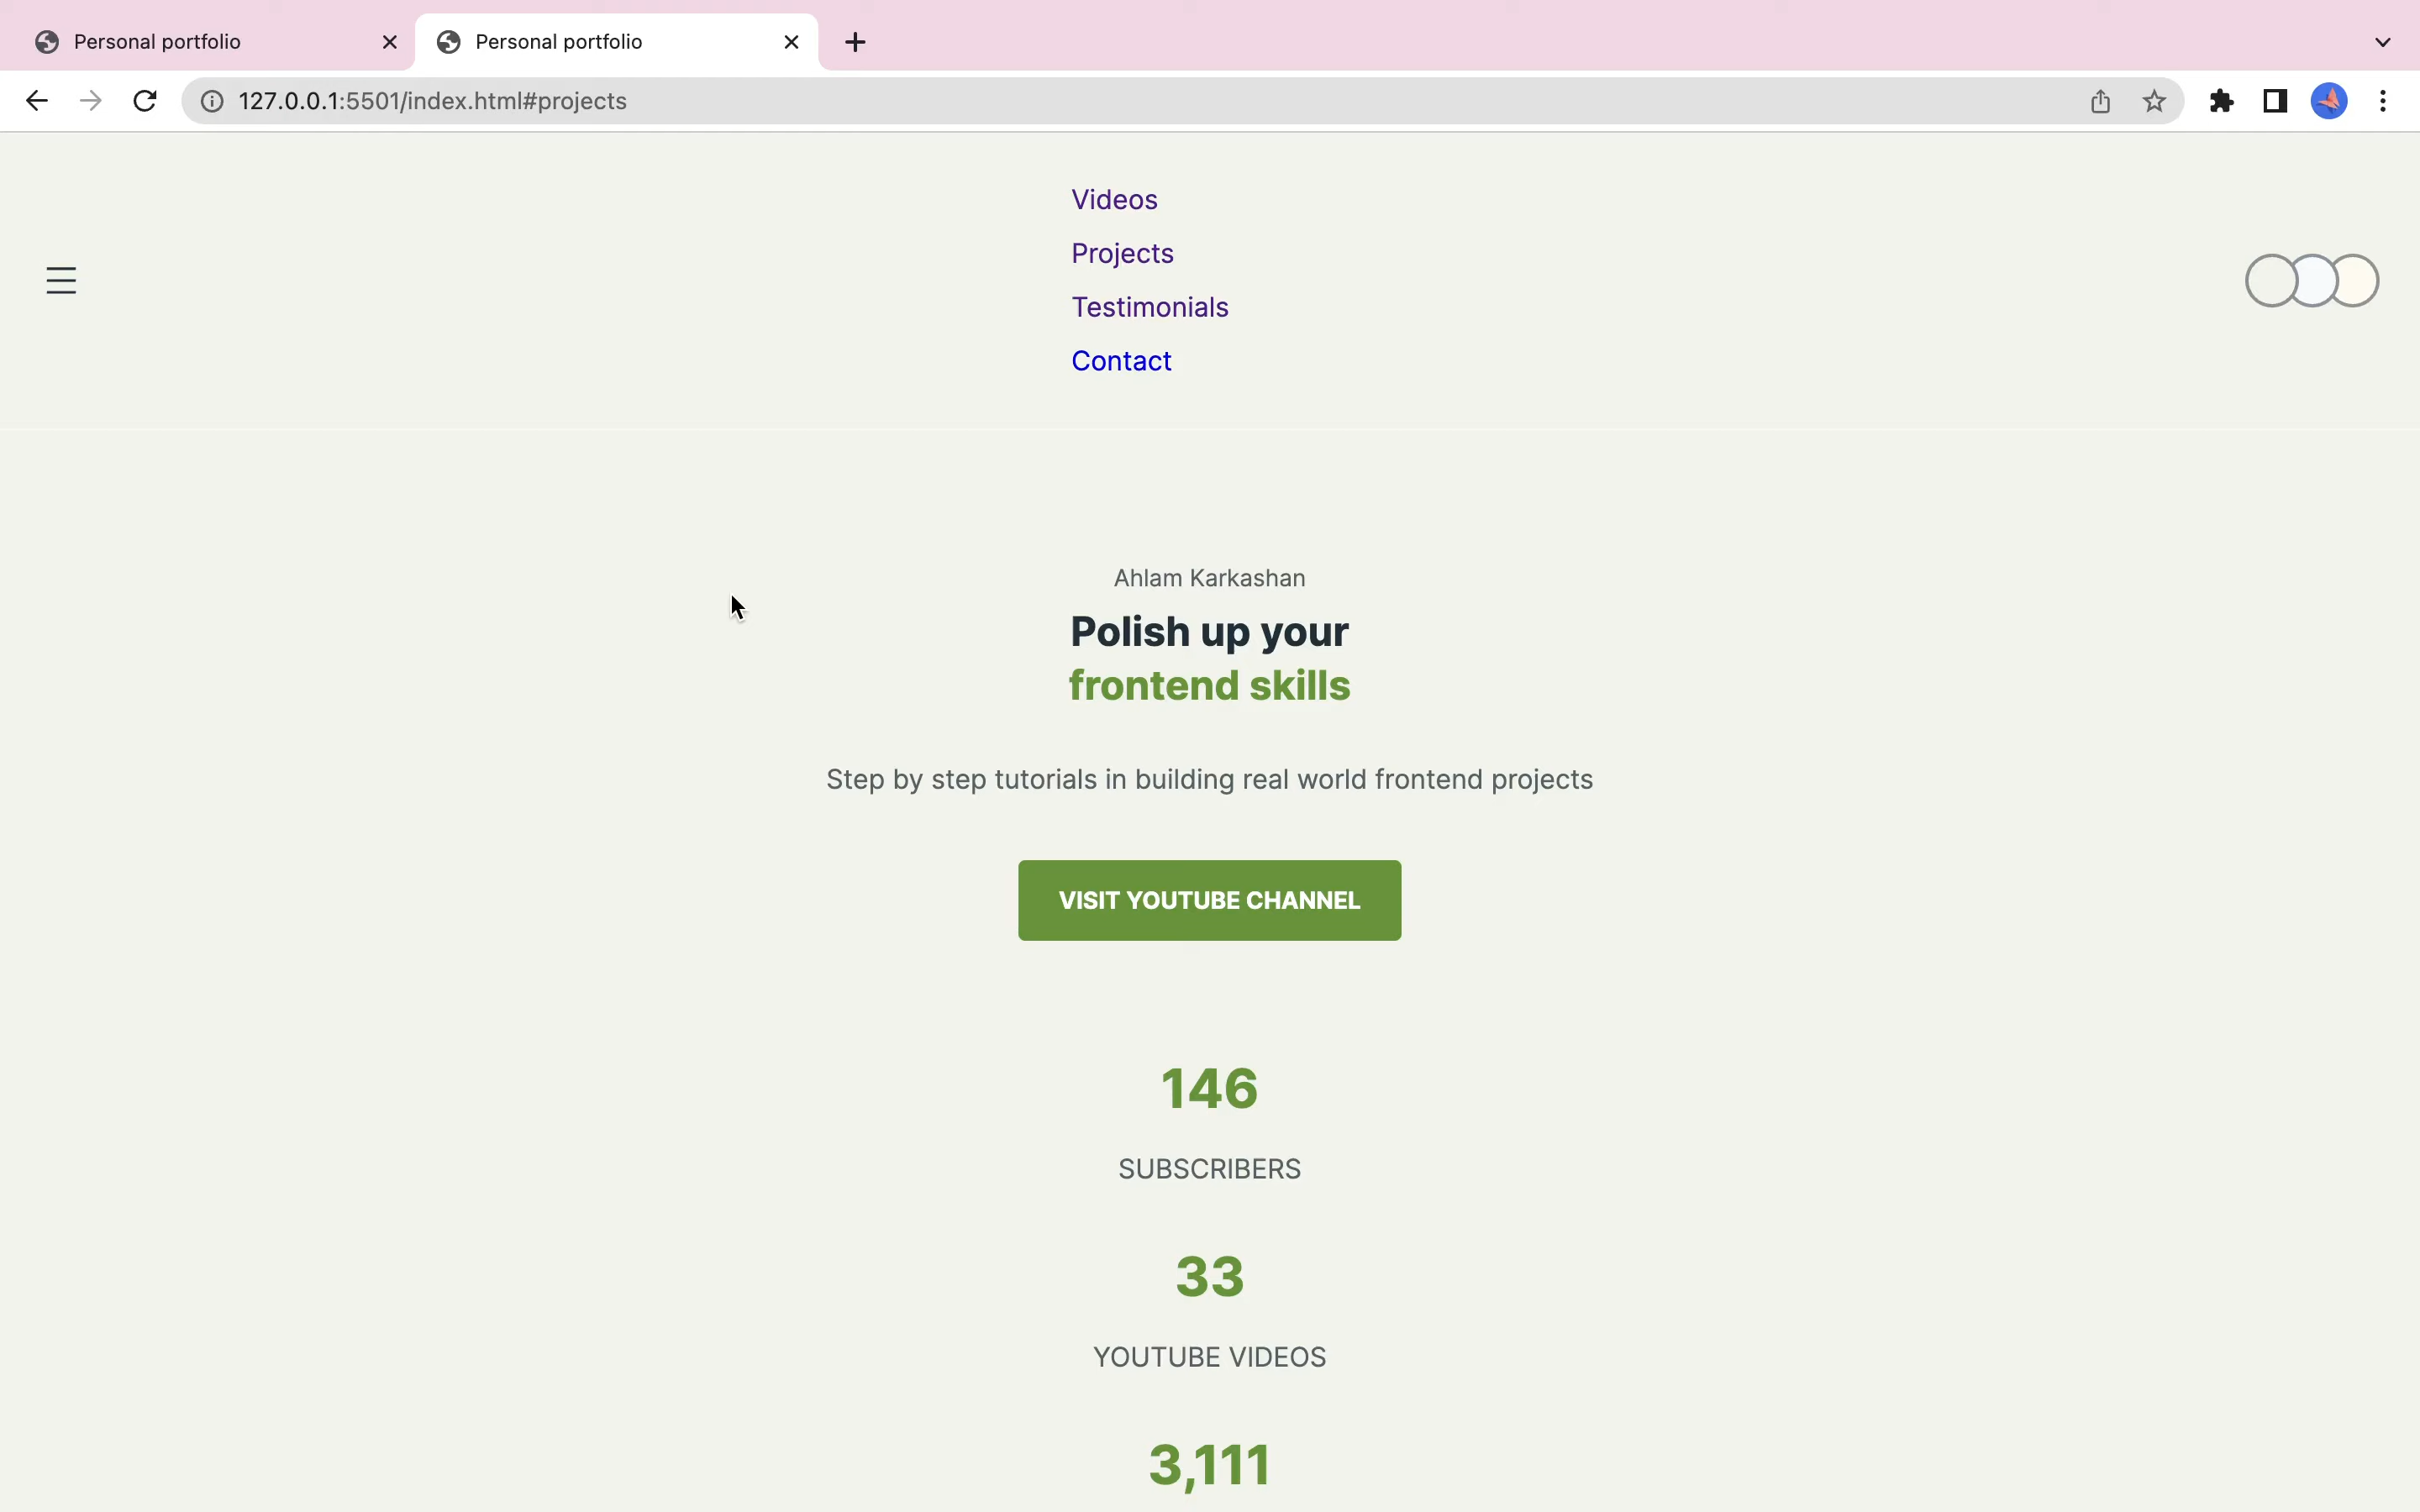 Personal portfolio
Personal portfolio
127.0.0.1:5501/index.html#projects
Videos
Projects
Testimonials
Contact
Ahlam Karkashan
Polish up your
frontend skills
Step by step tutorials in building real world frontend projects
VISIT YOUTUBE CHANNEL
146
SUBSCRIBERS
33
YOUTUBE VIDEOS
3,111